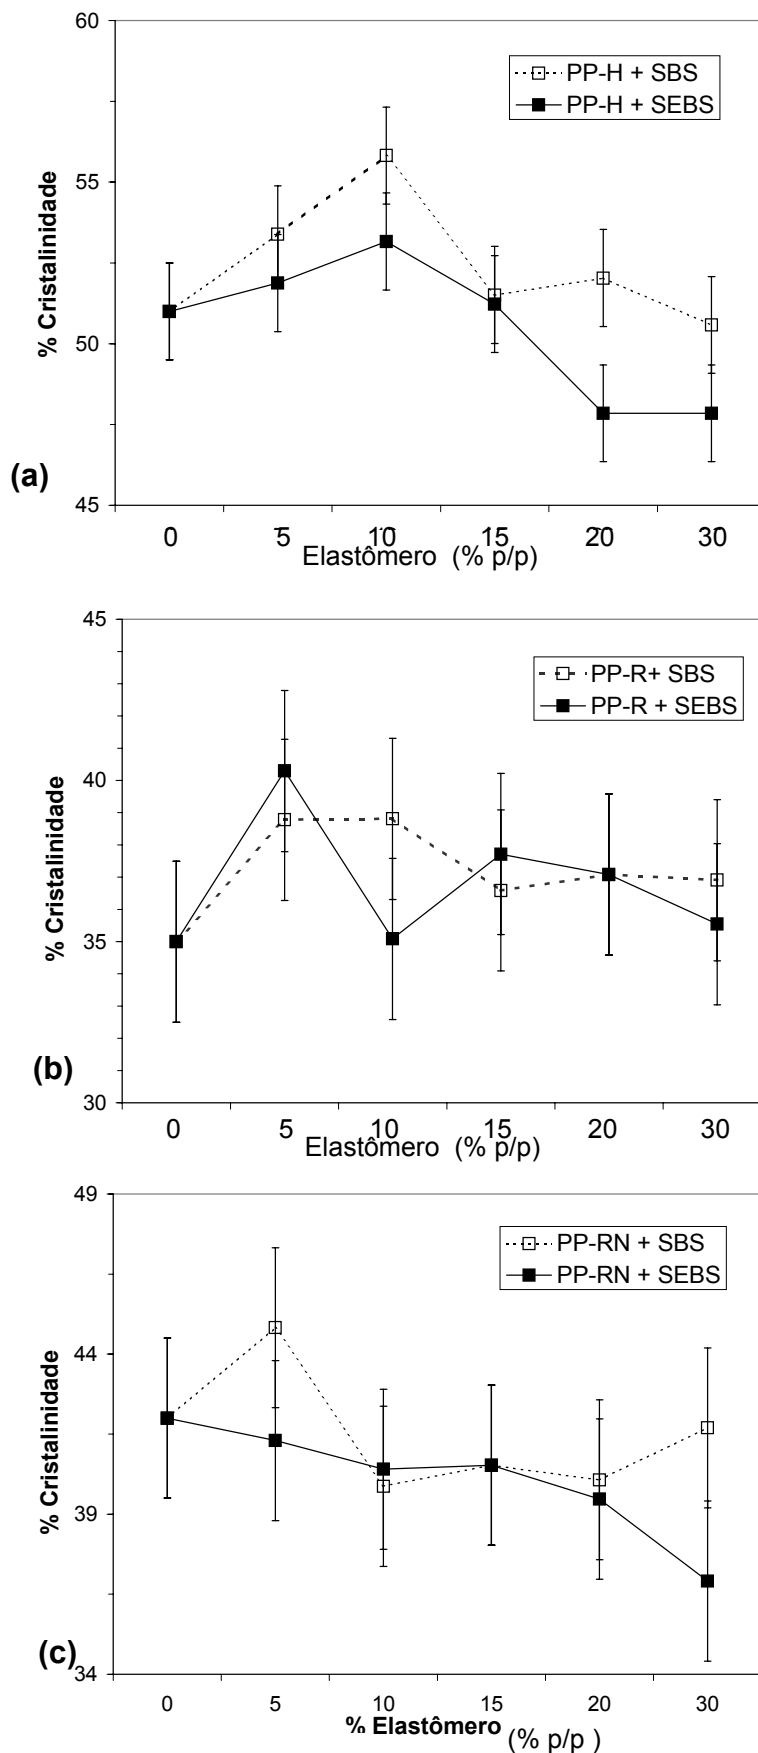 60
PP-H + SBS
PP-H + SEBS
55
% Cristalinidade
50
(a)
45
0 5 10 15 20 30
Elastômero (% p/p)
45
PP-R+ SBS
PP-R + SEBS
40
% Cristalinidade
35
(b)
30
0 5 10 15 20 30
Elastômero (% p/p)
49
PP-RN + SBS
PP-RN + SEBS
44
% Cristalinidade
39
(c)
34
0 5 10 15 20 30
% Elastômero (% p/p )